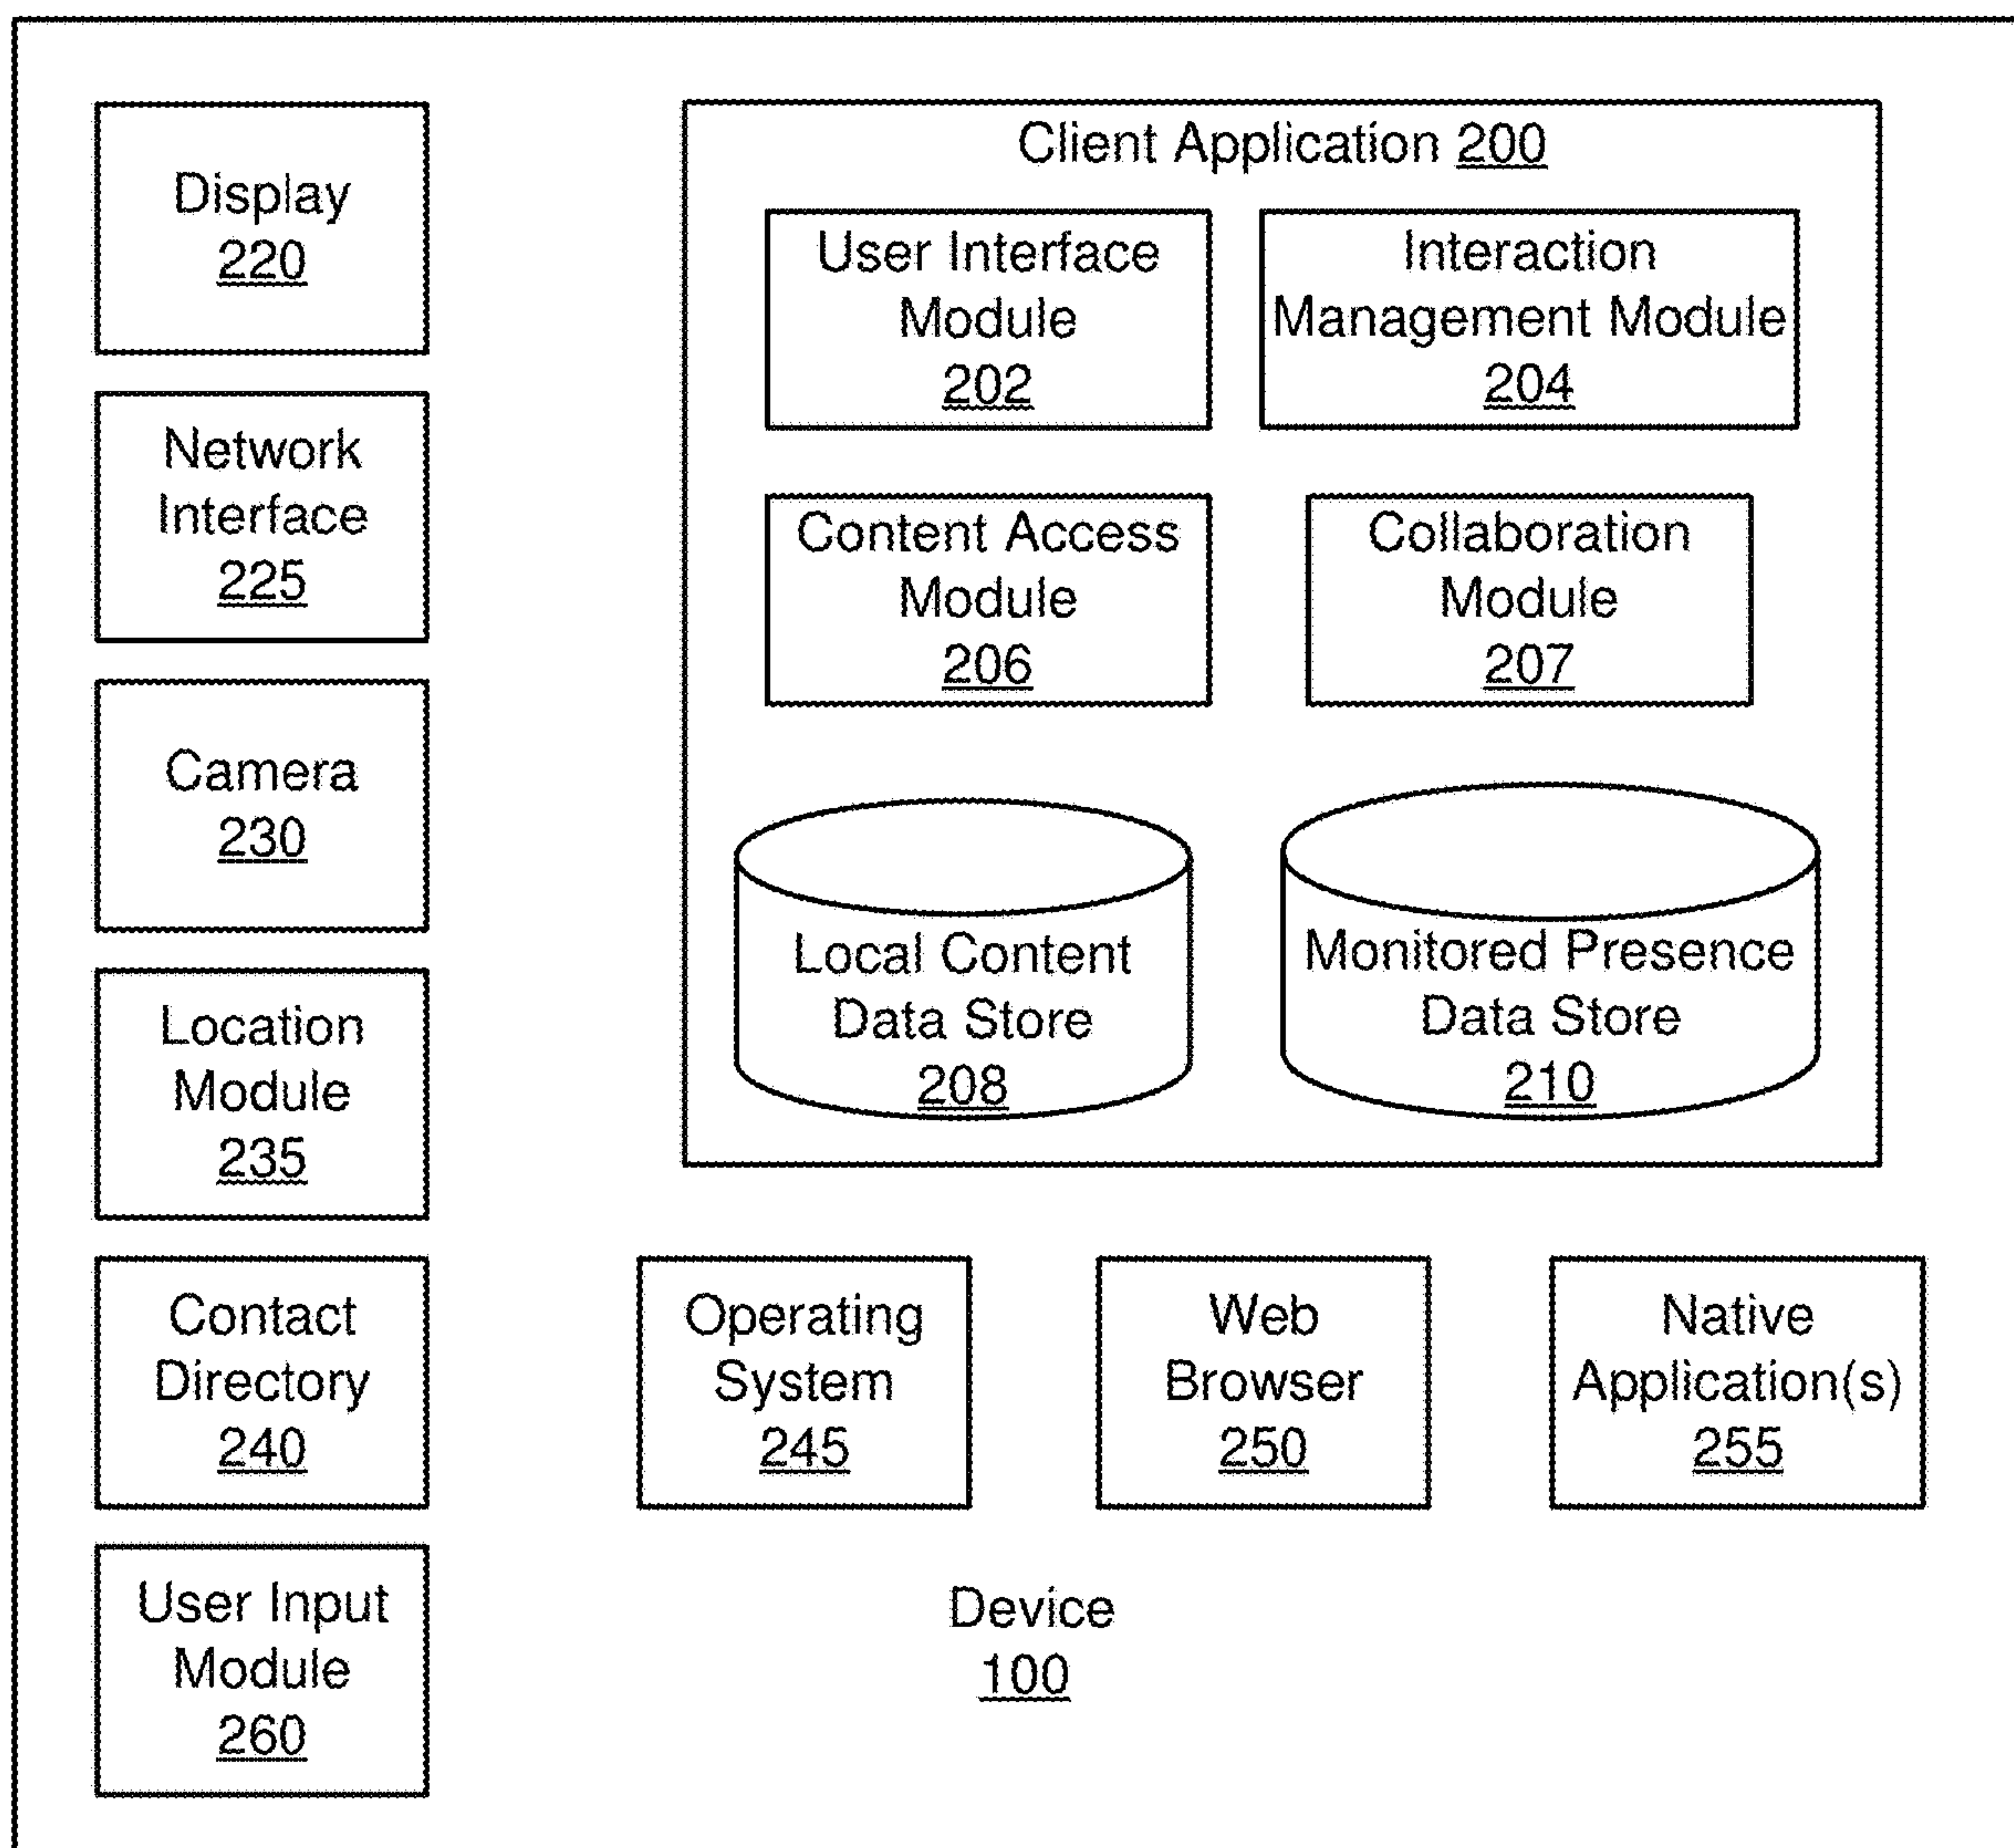 Display
220
Network
Interface
225
Camera
230
Location
Module
235
Contact
Directory
240
User Input
Module
260
Client Application 200
User Interface
Module
202
Interaction
Management Module
204
Content Access
Module
206
Collaboration
Module
207
Local Content
Data Store
208
Monitored Presence
Data Store
210
Operating
System
245
Web
Browser
250
Native
Application(s)
255
Device
100